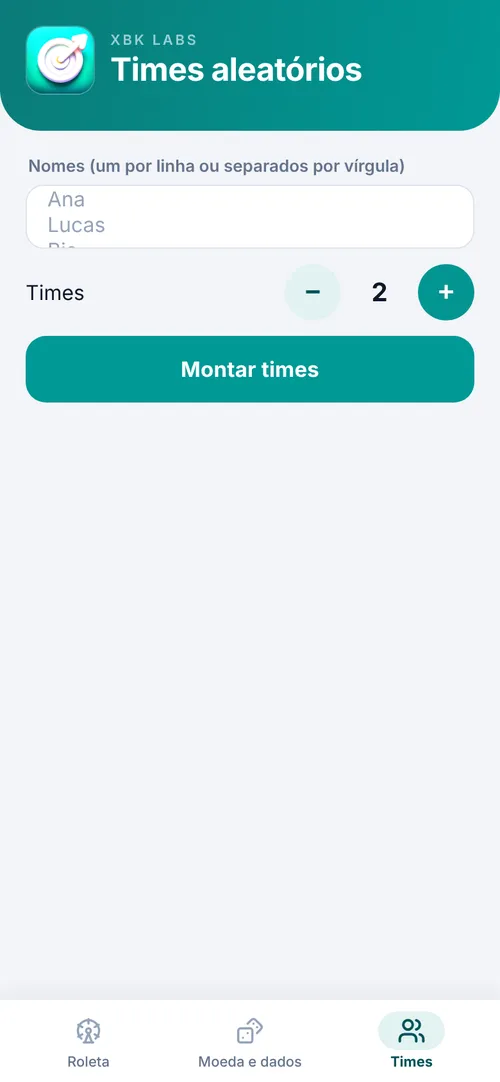 XBK LABS
Times aleatórios
Nomes (um por linha ou separados por vírgula)
Ana
Lucas
Times
−
2
+
Montar times
Roleta
Moeda e dados
Times